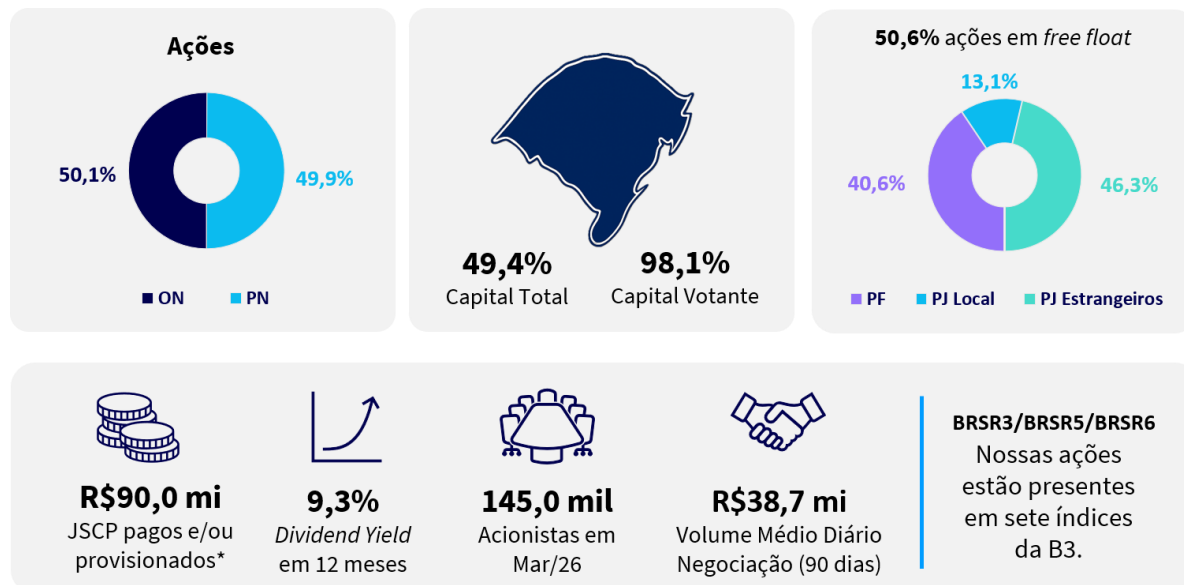 Ações
50,1%
49,9%
ON PN
49,4%
Capital Total
98,1%
Capital Votante
50,6% ações em free float
13,1%
40,6%
46,3%
PF PJ Local PJ Estrangeiros
R$90,0 mi
JSCP pagos e/ou
provisionados*
9,3%
Dividend Yield
em 12 meses
145,0 mil
Acionistas em
Mar/26
R$38,7 mi
Volume Médio Diário
Negociação (90 dias)
BRSR3/BRSR5/BRSR6
Nossas ações
estão presentes
em sete índices
da B3.